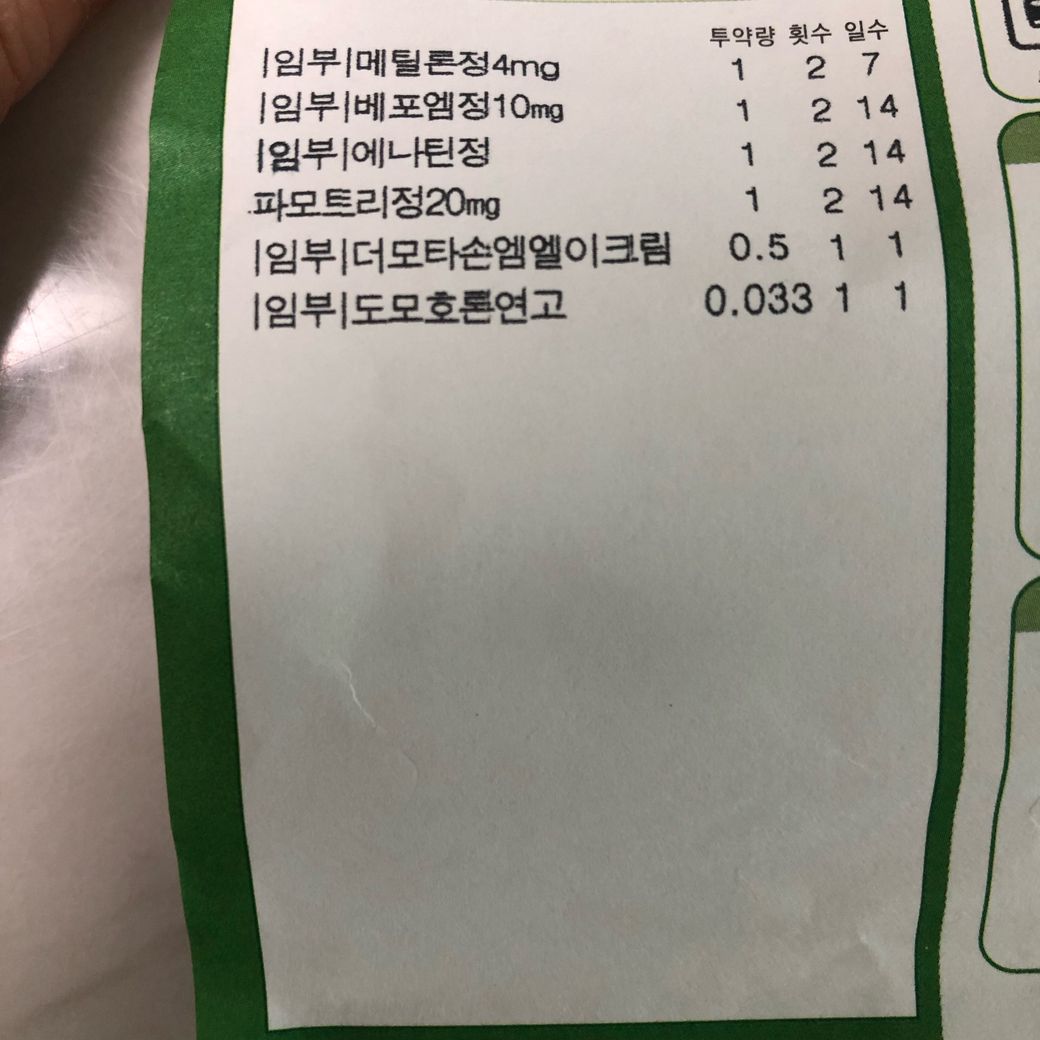 투약량 횟수 일수
|임부|메틸론정4mg 1 2 7
|임부|베포엠정10mg 1 2 14
|임부|에나틴정 1 2 14
파모트리정20mg 1 2 14
|임부|더모타손엠엘이크림 0.5 1 1
|임부|도모호론연고 0.033 1 1